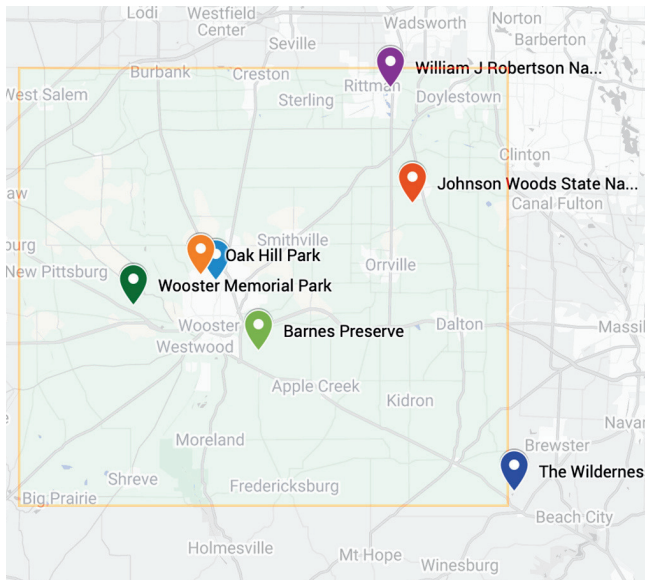 Lodi
Westfield
Center
Wadsworth
Norton
Barberton
Seville
Burbank
Creston
William J Robertson Na...
West Salem
Rittman
Sterling
Doylestown
Clinton
Johnson Woods State Na...
Canal Fulton
Smithville
Oak Hill Park
Orrville
New Pittsburg
Wooster Memorial Park
Wooster
Barnes Preserve
Dalton
Massil
Westwood
Apple Creek
Kidron
Navar
Moreland
Brewster
The Wildernes
Shreve
Fredericksburg
Big Prairie
Beach City
Holmesville
Mt Hope
Winesburg